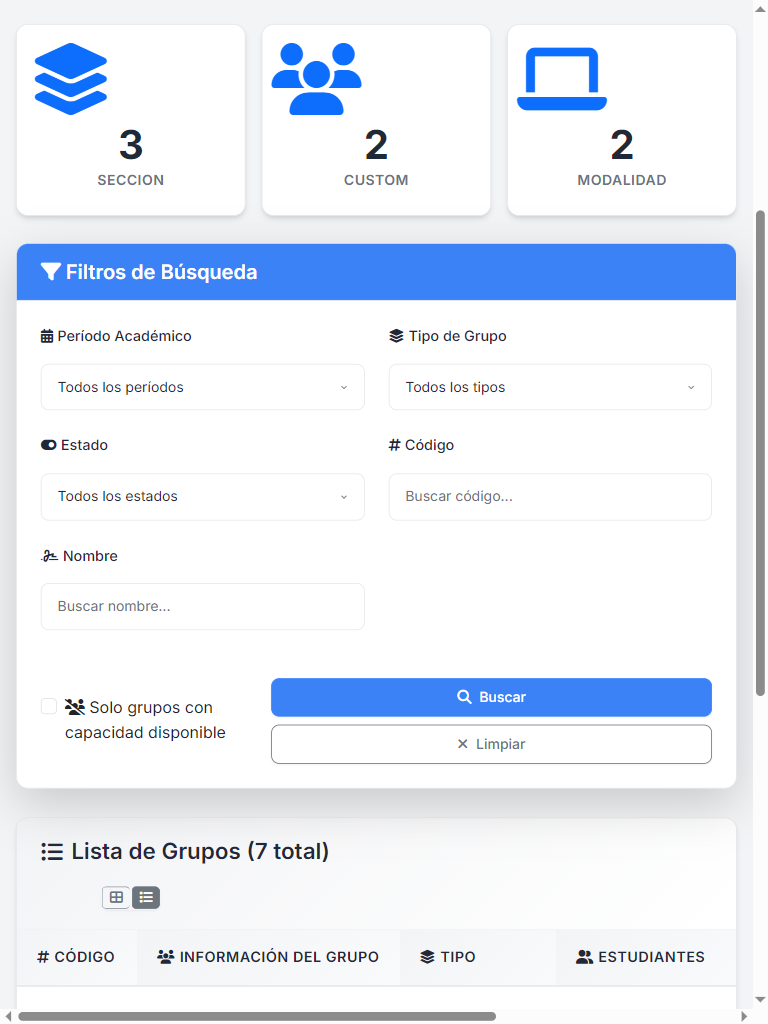 3
SECCION
2
CUSTOM
2
MODALIDAD
Filtros de Búsqueda
Período Académico
Tipo de Grupo
Todos los períodos
Todos los tipos
Estado
Código
Todos los estados
Buscar código...
Nombre
Buscar nombre...
Solo grupos con
capacidad disponible
Buscar
Limpiar
Lista de Grupos (7 total)
CÓDIGO
INFORMACIÓN DEL GRUPO
TIPO
ESTUDIANTES